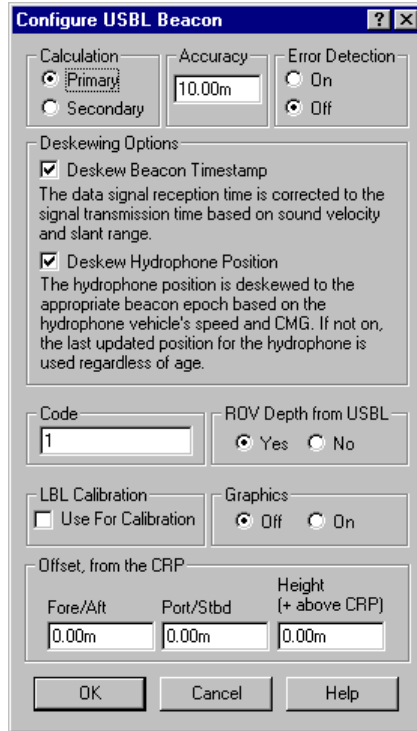 Configure USBL Beacon
Calculation
Primary
Secondary
Accuracy
10.00m
Error Detection
On
Off
Deskewing Options
Deskew Beacon Timestamp
The data signal reception time is corrected to the
signal transmission time based on sound velocity
and slant range.
Deskew Hydrophone Position
The hydrophone position is deskewed to the
appropriate beacon epoch based on the
hydrophone vehicle's speed and CMG. If not on,
the last updated position for the hydrophone is
used regardless of age.
Code
1
ROV Depth from USBL
Yes No
LBL Calibration
Use For Calibration
Graphics
Off On
Offset, from the CRP
Fore/Aft
0.00m
Port/Stbd
0.00m
Height
(+ above CRP)
0.00m
OK Cancel Help